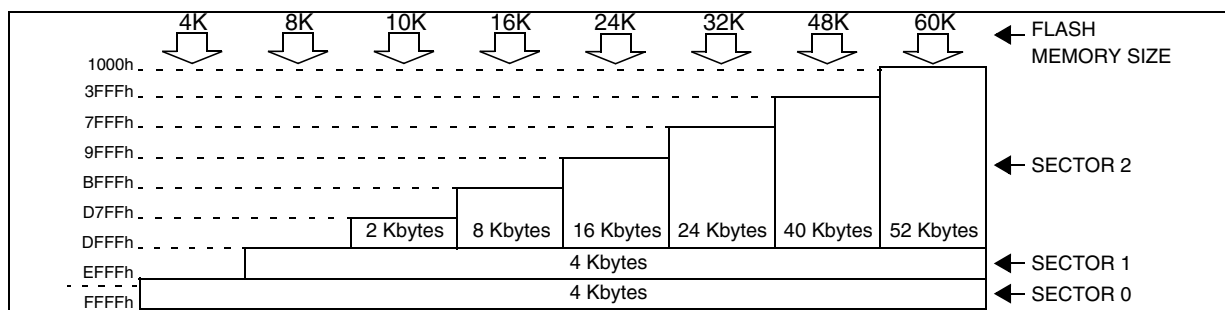 4K 8K 10K 16K 24K 32K 48K 60K
FLASH
MEMORY SIZE
1000h
3FFFh
7FFFh
9FFFh
SECTOR 2
BFFFh
D7FFh
2 Kbytes 8 Kbytes 16 Kbytes 24 Kbytes 40 Kbytes 52 Kbytes
DFFFh
4 Kbytes
SECTOR 1
EFFFh
4 Kbytes
SECTOR 0
FFFFh